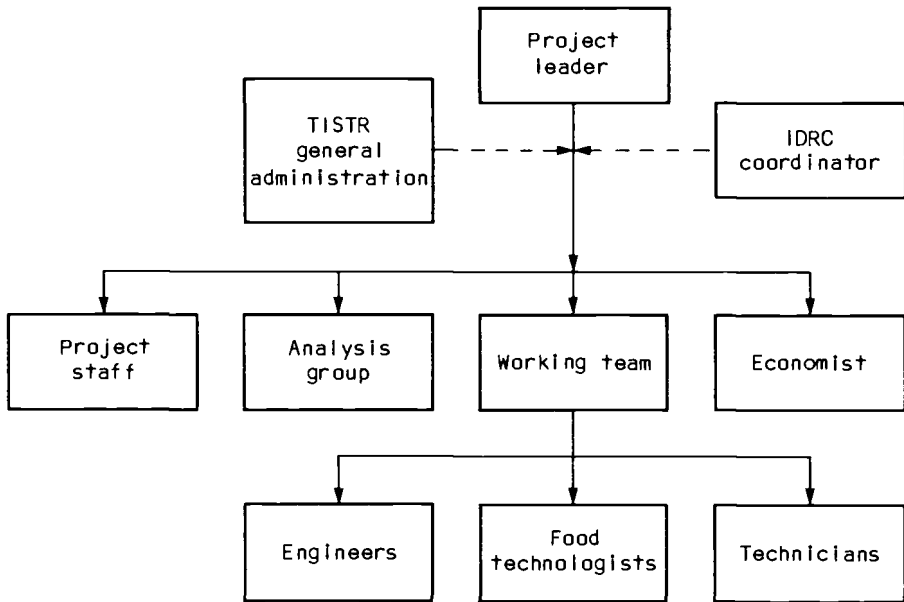 Project
leader
TISTR
general
administration
IDRC
coordinator
Project
staff
Analysis
group
Working team
Economist
Engineers
Food
technologists
Technicians